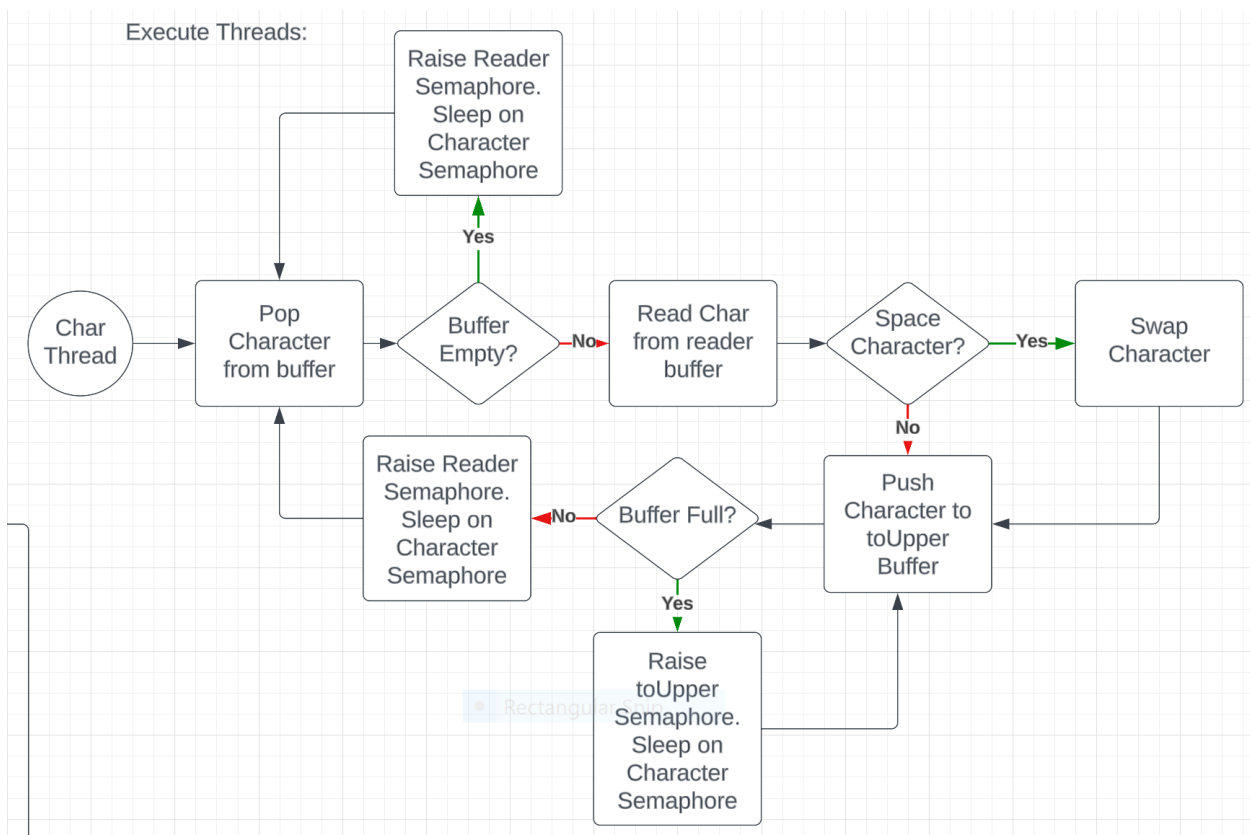 Execute Threads:
Raise Reader
Semaphore.
Sleep on
Character
Semaphore
Yes
Char
Thread
Pop
Character
from buffer
Buffer
Empty?
No
Read Char
from reader
buffer
Space
Character?
Yes
Swap
Character
No
Raise Reader
Semaphore.
Sleep on
Character
Semaphore
No
Buffer Full?
Push
Character to
toUpper
Buffer
Yes
Raise
toUpper
Semaphore.
Sleep on
Character
Semaphore
Rectangular Snip